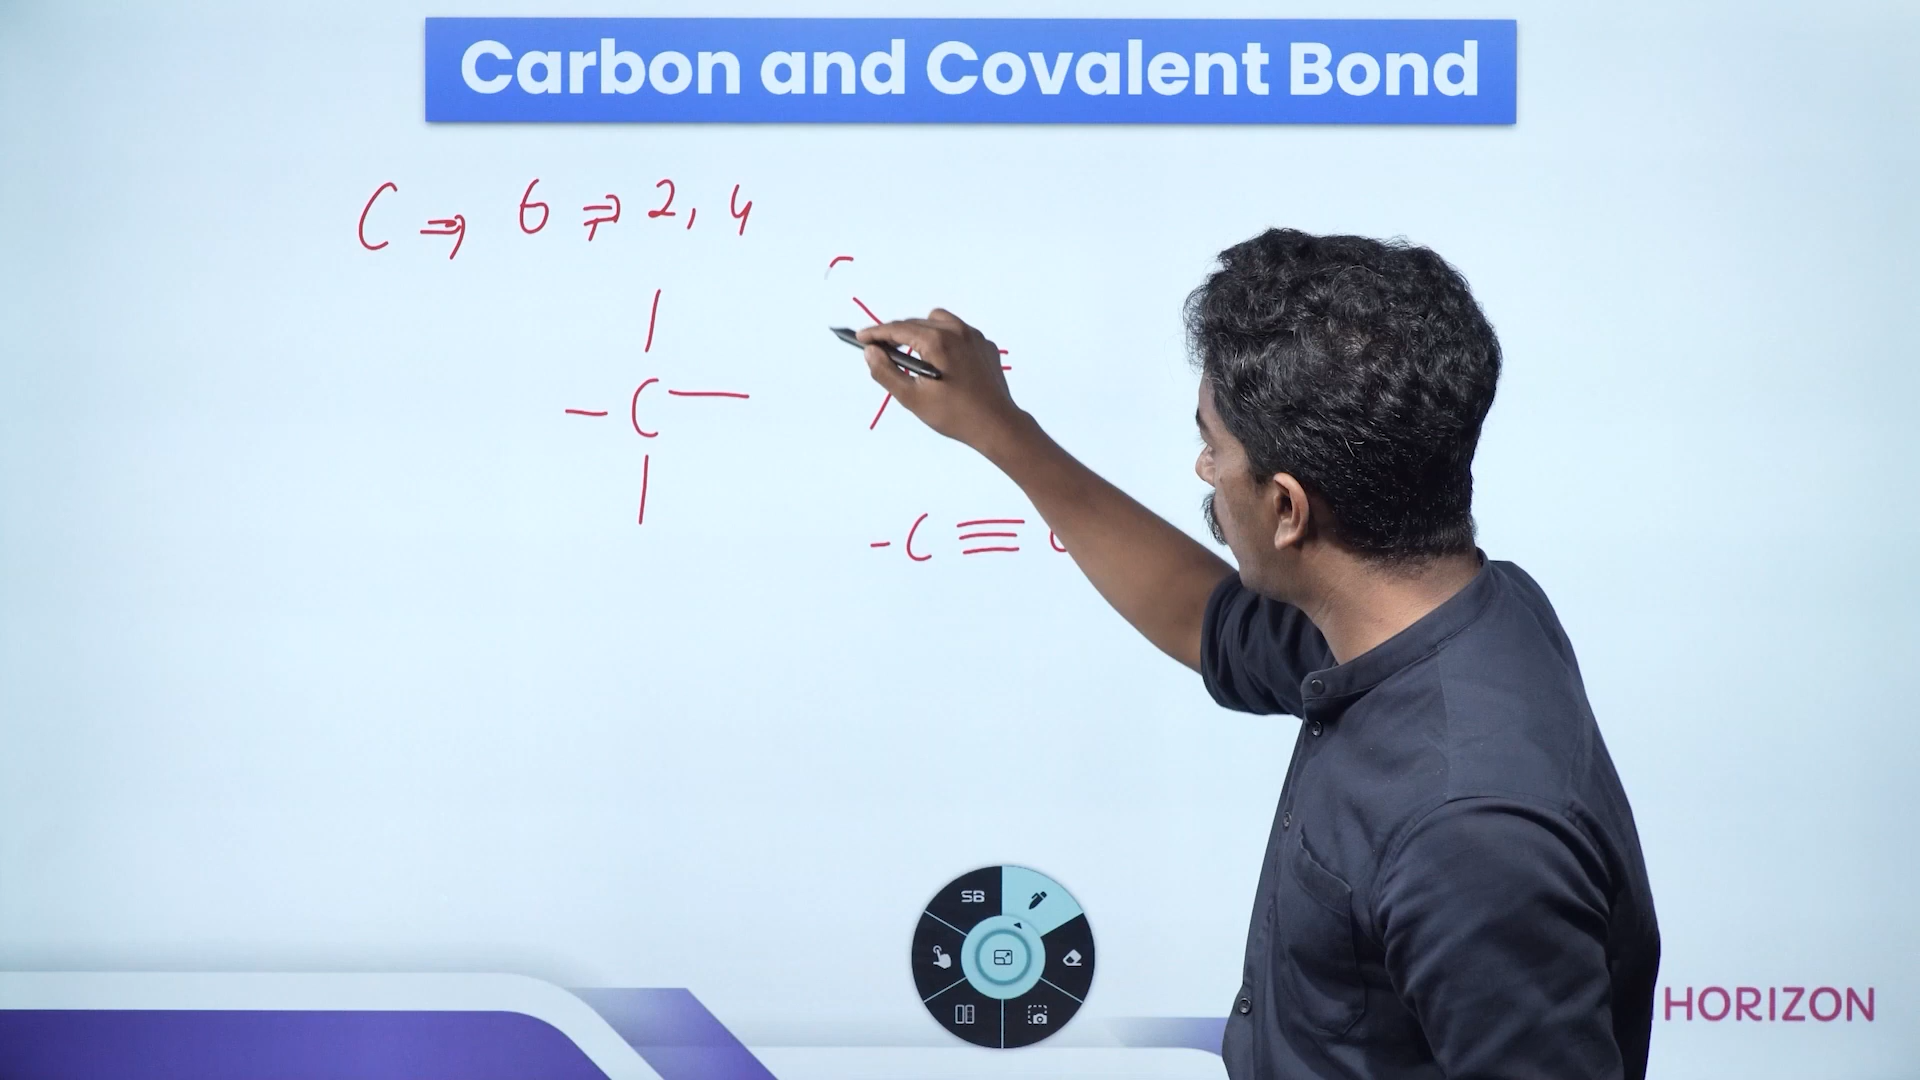 Carbon and Covalent Bond
C ⇒ 6 ⇒ 2, 4
- C —
- C ≡
SB
HORIZON